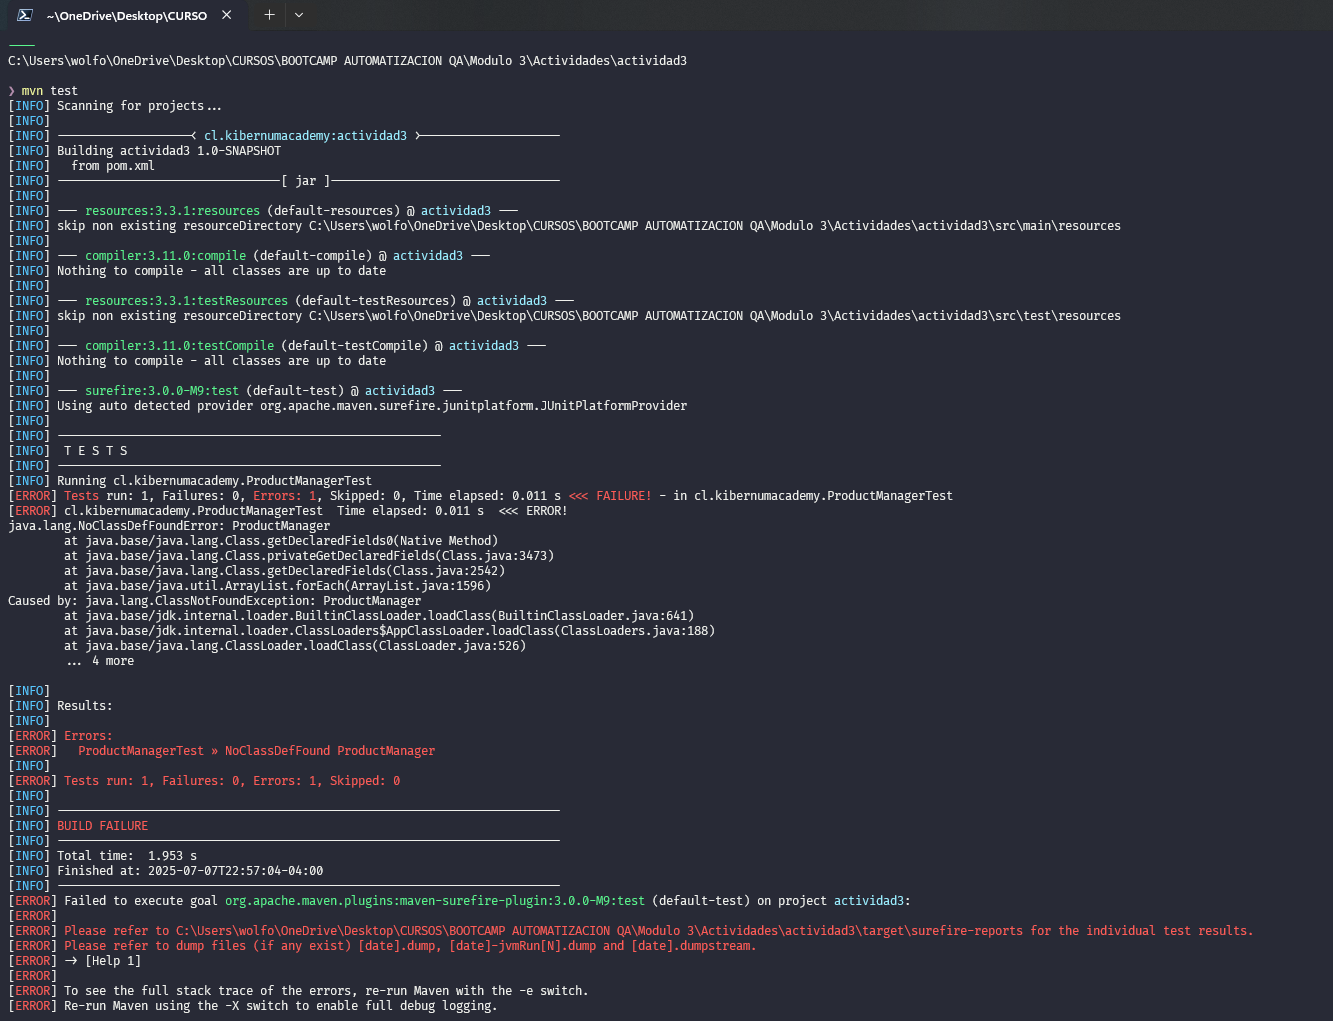 ~\OneDrive\Desktop\CURSO
C:\Users\wolfo\OneDrive\Desktop\CURSOS\BOOTCAMP AUTOMATIZACION QA\Modulo 3\Actividades\actividad3
❯ mvn test
[INFO] Scanning for projects...
[INFO]
[INFO] -------------------< cl.kibernumacademy:actividad3 >--------------------
[INFO] Building actividad3 1.0-SNAPSHOT
[INFO]   from pom.xml
[INFO] --------------------------------[ jar ]---------------------------------
[INFO]
[INFO] --- resources:3.3.1:resources (default-resources) @ actividad3 ---
[INFO] skip non existing resourceDirectory C:\Users\wolfo\OneDrive\Desktop\CURSOS\BOOTCAMP AUTOMATIZACION QA\Modulo 3\Actividades\actividad3\src\main\resources
[INFO]
[INFO] --- compiler:3.11.0:compile (default-compile) @ actividad3 ---
[INFO] Nothing to compile - all classes are up to date
[INFO]
[INFO] --- resources:3.3.1:testResources (default-testResources) @ actividad3 ---
[INFO] skip non existing resourceDirectory C:\Users\wolfo\OneDrive\Desktop\CURSOS\BOOTCAMP AUTOMATIZACION QA\Modulo 3\Actividades\actividad3\src\test\resources
[INFO]
[INFO] --- compiler:3.11.0:testCompile (default-testCompile) @ actividad3 ---
[INFO] Nothing to compile - all classes are up to date
[INFO]
[INFO] --- surefire:3.0.0-M9:test (default-test) @ actividad3 ---
[INFO] Using auto detected provider org.apache.maven.surefire.junitplatform.JUnitPlatformProvider
[INFO]
[INFO] -------------------------------------------------------
[INFO]  T E S T S
[INFO] -------------------------------------------------------
[INFO] Running cl.kibernumacademy.ProductManagerTest
[ERROR] Tests run: 1, Failures: 0, Errors: 1, Skipped: 0, Time elapsed: 0.011 s <<< FAILURE! - in cl.kibernumacademy.ProductManagerTest
[ERROR] cl.kibernumacademy.ProductManagerTest  Time elapsed: 0.011 s  <<< ERROR!
java.lang.NoClassDefFoundError: ProductManager
        at java.base/java.lang.Class.getDeclaredFields0(Native Method)
        at java.base/java.lang.Class.privateGetDeclaredFields(Class.java:3473)
        at java.base/java.lang.Class.getDeclaredFields(Class.java:2542)
        at java.base/java.util.ArrayList.forEach(ArrayList.java:1596)
Caused by: java.lang.ClassNotFoundException: ProductManager
        at java.base/jdk.internal.loader.BuiltinClassLoader.loadClass(BuiltinClassLoader.java:641)
        at java.base/jdk.internal.loader.ClassLoaders$AppClassLoader.loadClass(ClassLoaders.java:188)
        at java.base/java.lang.ClassLoader.loadClass(ClassLoader.java:526)
        ... 4 more
[INFO]
[INFO] Results:
[INFO]
[ERROR] Errors:
[ERROR]   ProductManagerTest » NoClassDefFound ProductManager
[INFO]
[ERROR] Tests run: 1, Failures: 0, Errors: 1, Skipped: 0
[INFO]
[INFO] ------------------------------------------------------------------------
[INFO] BUILD FAILURE
[INFO] ------------------------------------------------------------------------
[INFO] Total time:  1.953 s
[INFO] Finished at: 2025-07-07T22:57:04-04:00
[INFO] ------------------------------------------------------------------------
[ERROR] Failed to execute goal org.apache.maven.plugins:maven-surefire-plugin:3.0.0-M9:test (default-test) on project actividad3:
[ERROR]
[ERROR] Please refer to C:\Users\wolfo\OneDrive\Desktop\CURSOS\BOOTCAMP AUTOMATIZACION QA\Modulo 3\Actividades\actividad3\target\surefire-reports for the individual test results.
[ERROR] Please refer to dump files (if any exist) [date].dump, [date]-jvmRun[N].dump and [date].dumpstream.
[ERROR] -> [Help 1]
[ERROR]
[ERROR] To see the full stack trace of the errors, re-run Maven with the -e switch.
[ERROR] Re-run Maven using the -X switch to enable full debug logging.